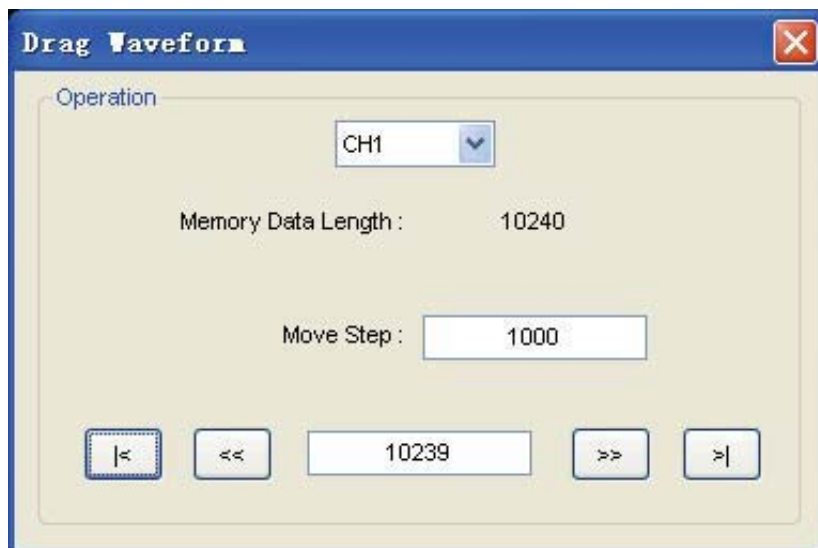 Drag Waveform
Operation
CH1
Memory Data Length : 10240
Move Step : 1000
|< << 10239 >> >|